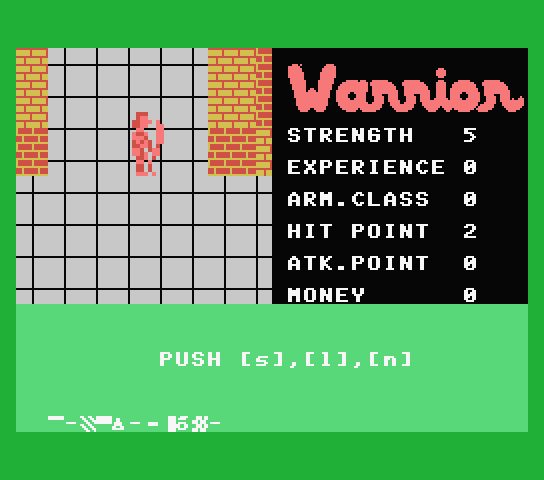 Warrior
STRENGTH 5
EXPERIENCE 0
ARM.CLASS 0
HIT POINT 2
ATK.POINT 0
MONEY 0
PUSH [s],[l],[n]